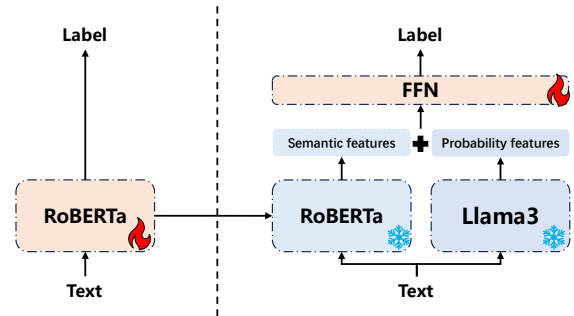 Label
RoBERTa
Text
Label
FFN
Semantic features
Probability features
RoBERTa
Llama3
Text